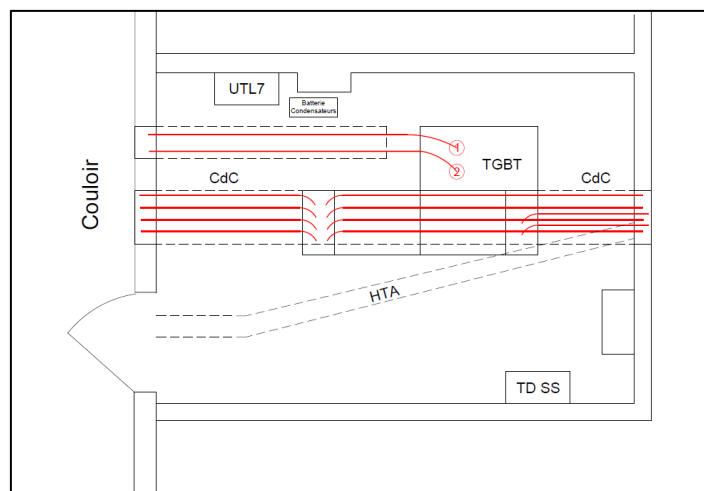 UTL7
Batterie
Condensateurs
1
TGBT
2
CdC
CdC
Couloir
HTA
TD SS